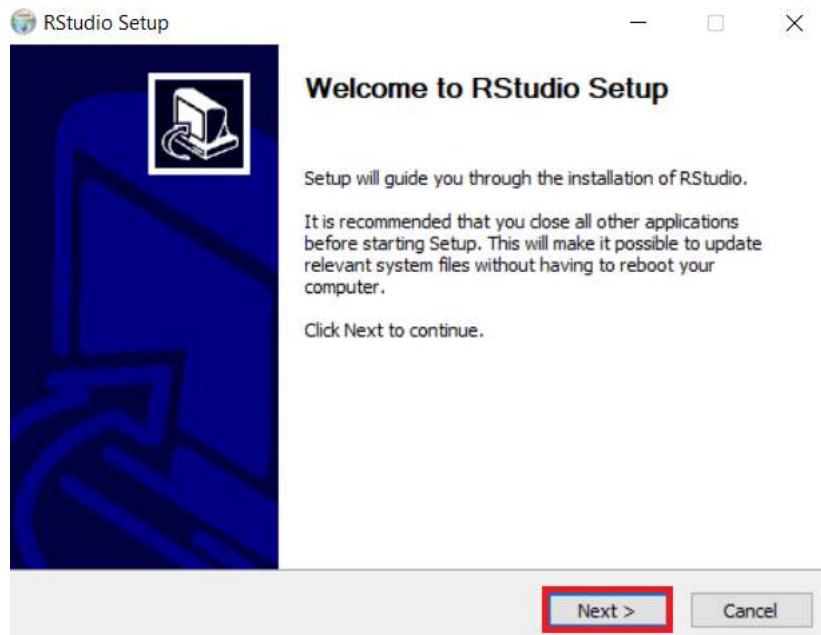 RStudio Setup
Welcome to RStudio Setup
Setup will guide you through the installation of RStudio.
It is recommended that you close all other applications
before starting Setup. This will make it possible to update
relevant system files without having to reboot your
computer.
Click Next to continue.
Next >
Cancel